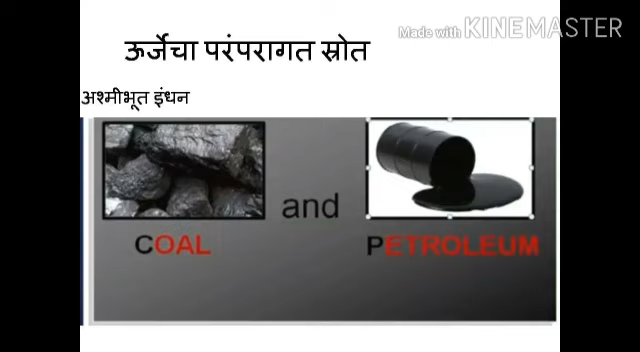 Made with KINEMASTER
ऊर्जेचा परंपरागत स्रोत
अश्मीभूत इंधन
and
COAL
PETROLEUM